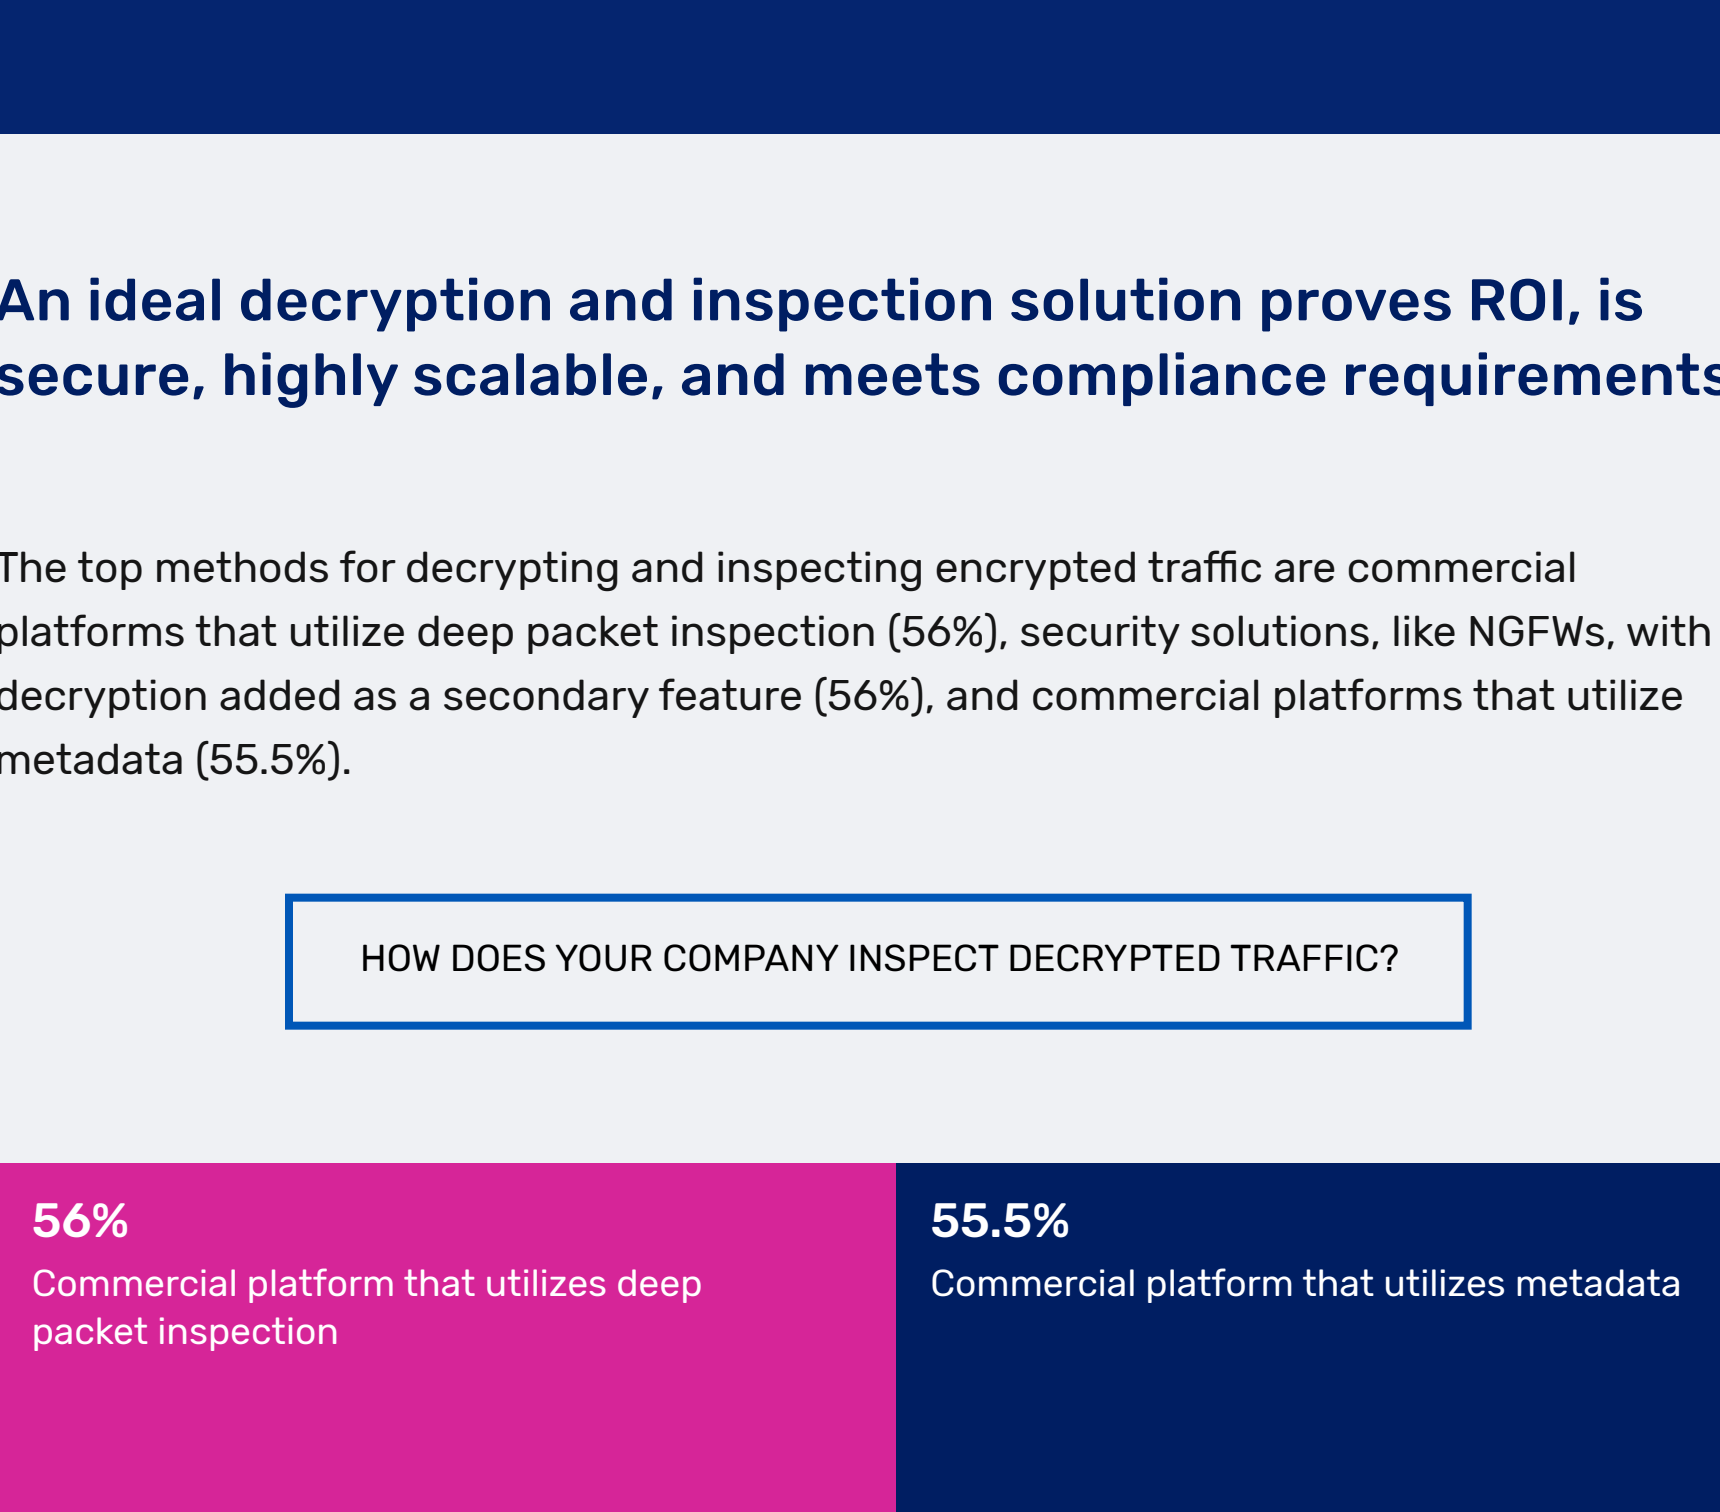 An ideal decryption and inspection solution proves ROI, is
secure, highly scalable, and meets compliance requirements
The top methods for decrypting and inspecting encrypted traffic are commercial
platforms that utilize deep packet inspection (56%), security solutions, like NGFWs, with
decryption added as a secondary feature (56%), and commercial platforms that utilize
metadata (55.5%).
HOW DOES YOUR COMPANY INSPECT DECRYPTED TRAFFIC?
56%
Commercial platform that utilizes deep
packet inspection
55.5%
Commercial platform that utilizes metadata